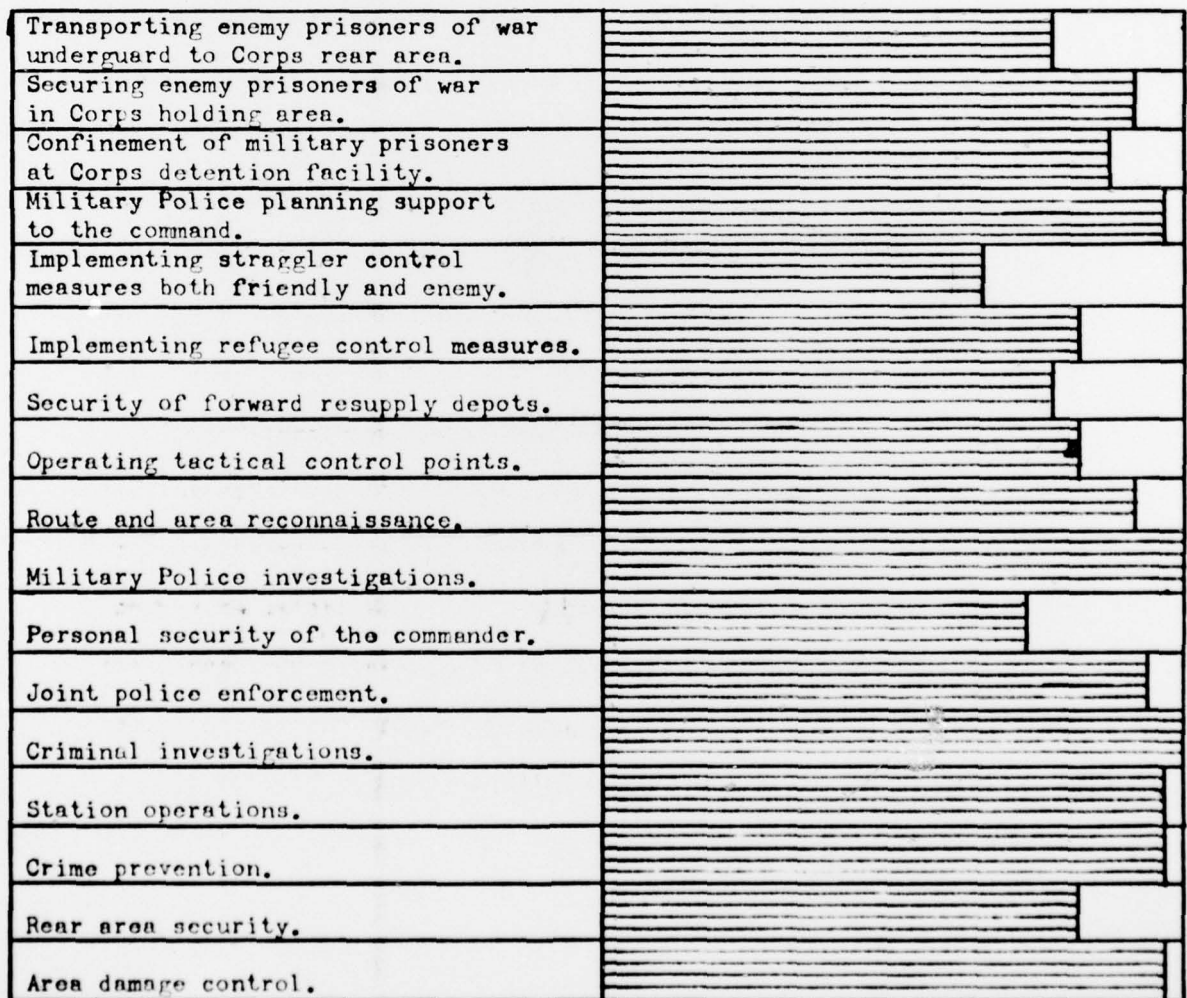 Transporting enemy prisoners of war
underguard to Corps rear area.
Securing enemy prisoners of war
in Corps holding area.
Confinement of military prisoners
at Corps detention facility.
Military Police planning support
to the command.
Implementing straggler control
measures both friendly and enemy.
Implementing refugee control measures.
Security of forward resupply depots.
Operating tactical control points.
Route and area reconnaissance.
Military Police investigations.
Personal security of the commander.
Joint police enforcement.
Criminal investigations.
Station operations.
Crime prevention.
Rear area security.
Area damage control.